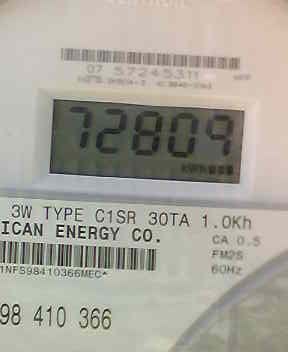 07 57245311
72809
3W TYPE C1SR 30TA 1.0Kh
ICAN ENERGY CO.
CA 0.5
FM2S
60Hz
1NFS98410366MEC*
98 410 366